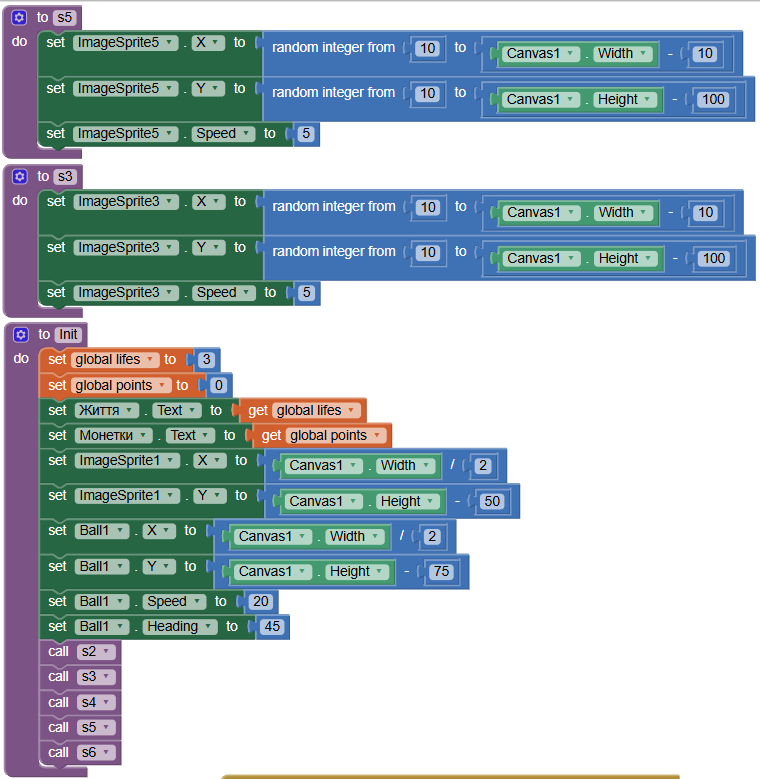 to s5
do set ImageSprite5 . X to random integer from 10 to Canvas1 . Width - 10
set ImageSprite5 . Y to random integer from 10 to Canvas1 . Height - 100
set ImageSprite5 . Speed to 5
to s3
do set ImageSprite3 . X to random integer from 10 to Canvas1 . Width - 10
set ImageSprite3 . Y to random integer from 10 to Canvas1 . Height - 100
set ImageSprite3 . Speed to 5
to Init
do set global lifes to 3
set global points to 0
set Життя . Text to get global lifes
set Монетки . Text to get global points
set ImageSprite1 . X to Canvas1 . Width / 2
set ImageSprite1 . Y to Canvas1 . Height - 50
set Ball1 . X to Canvas1 . Width / 2
set Ball1 . Y to Canvas1 . Height - 75
set Ball1 . Speed to 20
set Ball1 . Heading to 45
call s2
call s3
call s4
call s5
call s6